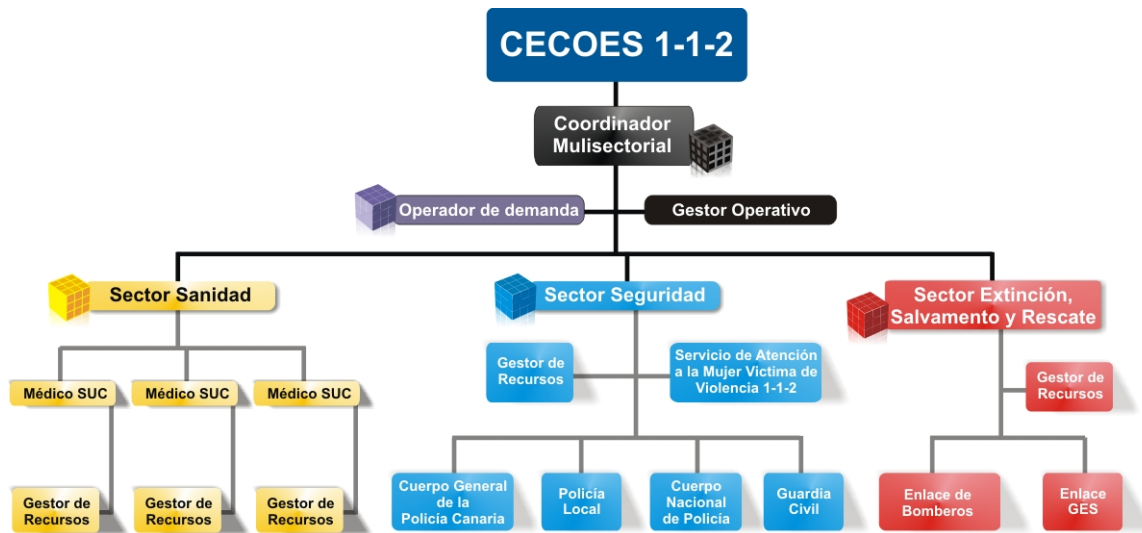 CECOES 1-1-2
Coordinador
Mulisectorial
Operador de demanda
Gestor Operativo
Sector Sanidad
Sector Seguridad
Sector Extinción,
Salvamento y Rescate
Gestor de
Recursos
Servicio de Atención
a la Mujer Victima de
Violencia 1-1-2
Gestor de
Recursos
Médico SUC
Médico SUC
Médico SUC
Gestor de
Recursos
Gestor de
Recursos
Gestor de
Recursos
Cuerpo General
de la
Policía Canaria
Policía
Local
Cuerpo
Nacional
de Policía
Guardia
Civil
Enlace de
Bomberos
Enlace
GES